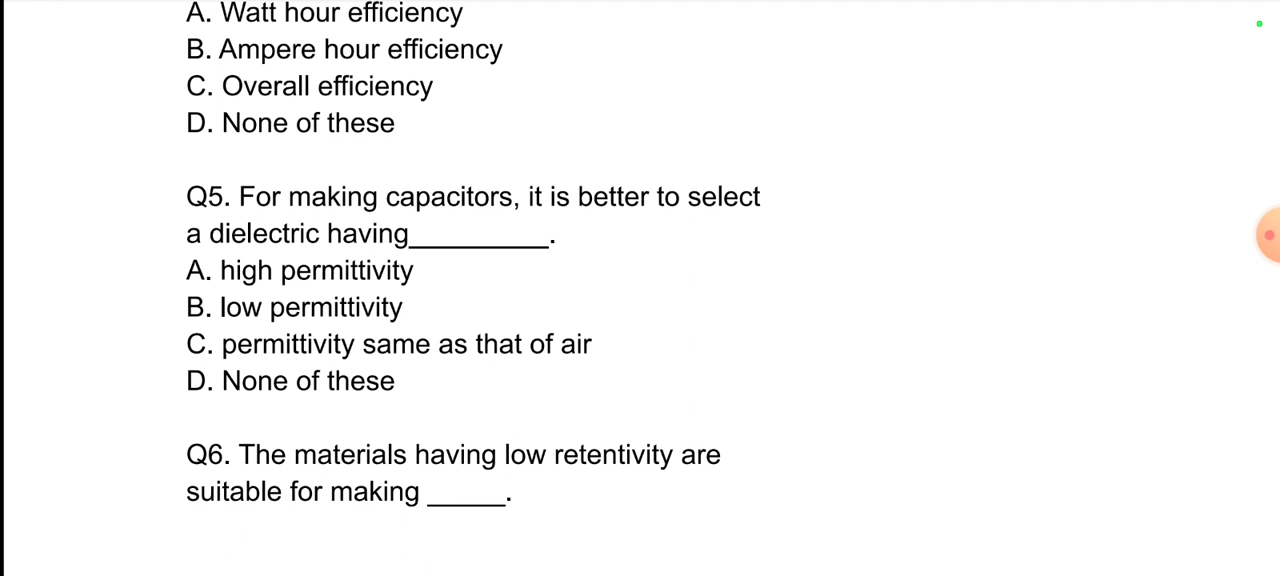 A. Watt hour efficiency
B. Ampere hour efficiency
C. Overall efficiency
D. None of these
Q5. For making capacitors, it is better to select
a dielectric having_________.
A. high permittivity
B. low permittivity
C. permittivity same as that of air
D. None of these
Q6. The materials having low retentivity are
suitable for making _____.